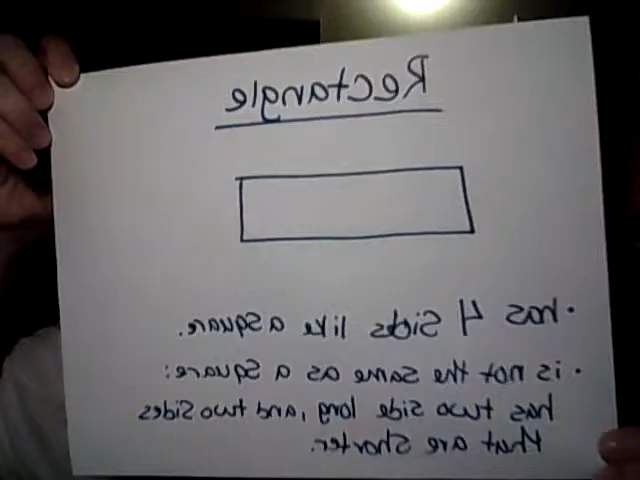 Rectangle
• has 4 sides like a square.
• is not the same as a square:
has two side long, and two sides
that are shorter.